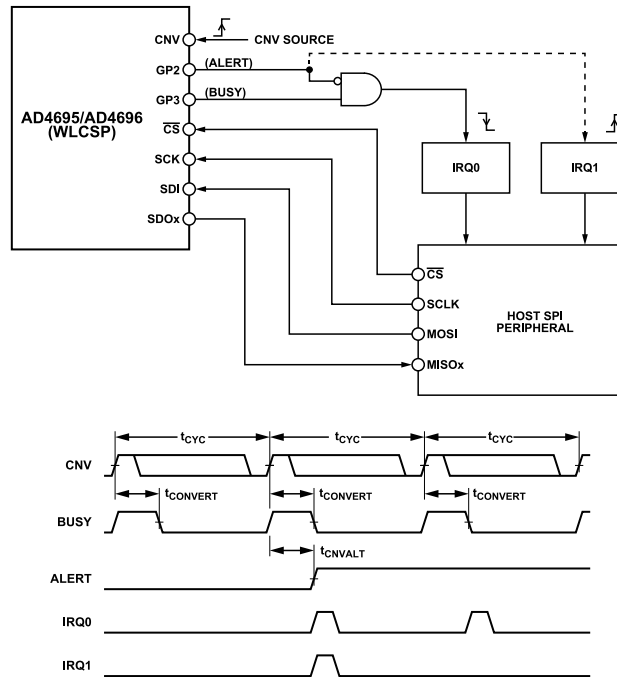 CNV
CNV SOURCE
GP2
(ALERT)
GP3
(BUSY)
AD4695/AD4696
(WLCSP)
CS
SCK
SDI
SDOx
IRQ0
IRQ1
CS
SCLK
MOSI
MISOx
HOST SPI
PERIPHERAL
tCYC
tCYC
tCYC
CNV
tCONVERT
tCONVERT
tCONVERT
BUSY
tCNVALT
ALERT
IRQ0
IRQ1